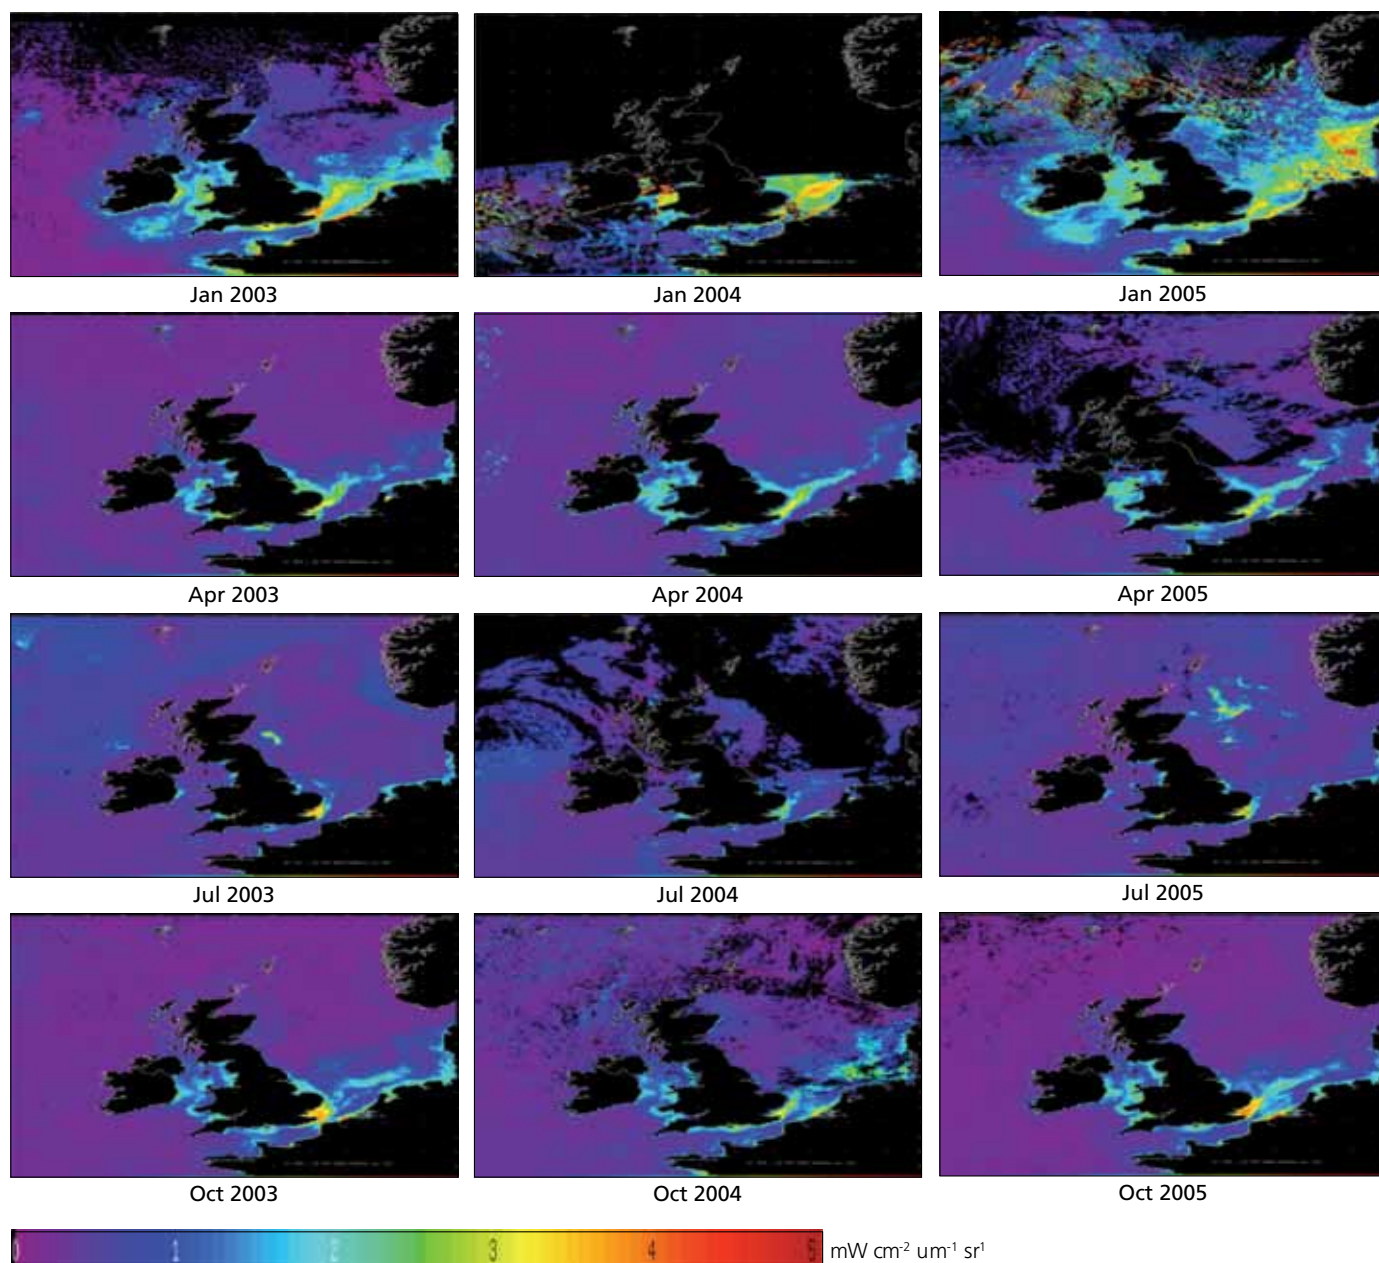 Jan 2003
Jan 2004
Jan 2005
Apr 2003
Apr 2004
Apr 2005
Jul 2003
Jul 2004
Jul 2005
Oct 2003
Oct 2004
Oct 2005
0 1 2 3 4 5 mW cm⁻² um⁻¹ sr¹